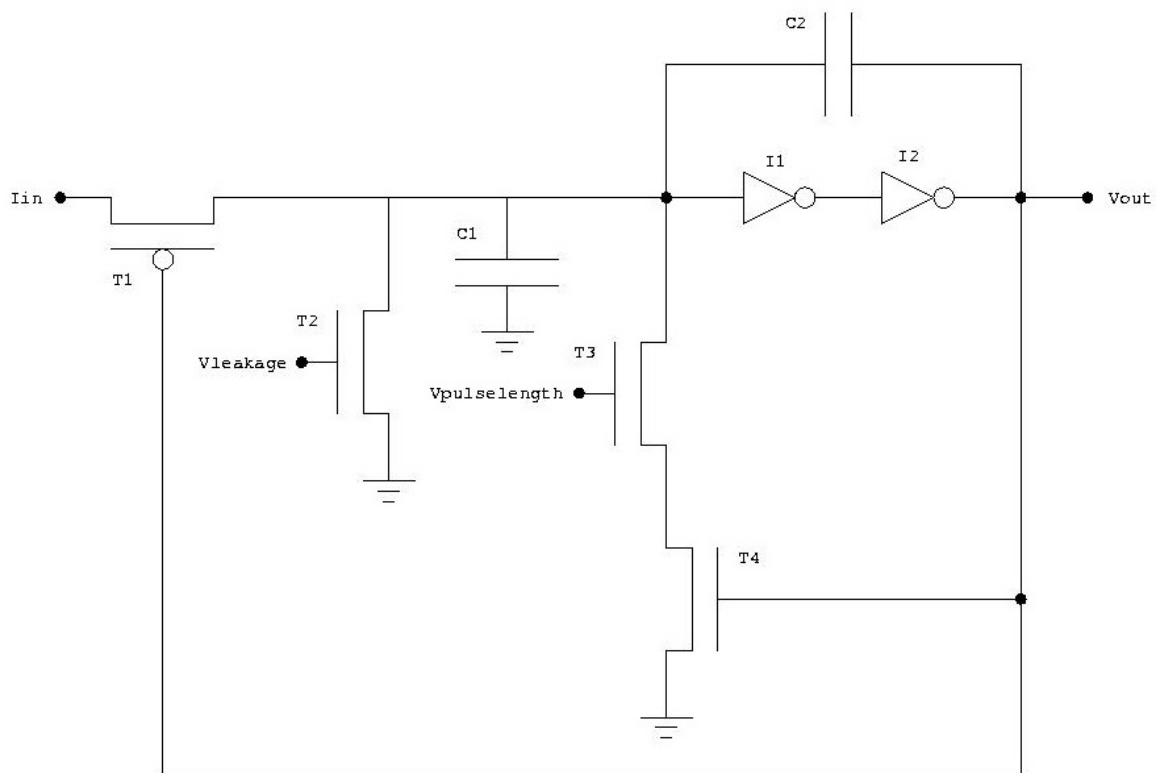 C2
I1
I2
Iin
Vout
C1
T1
T2
Vleakage
T3
Vpulselength
T4